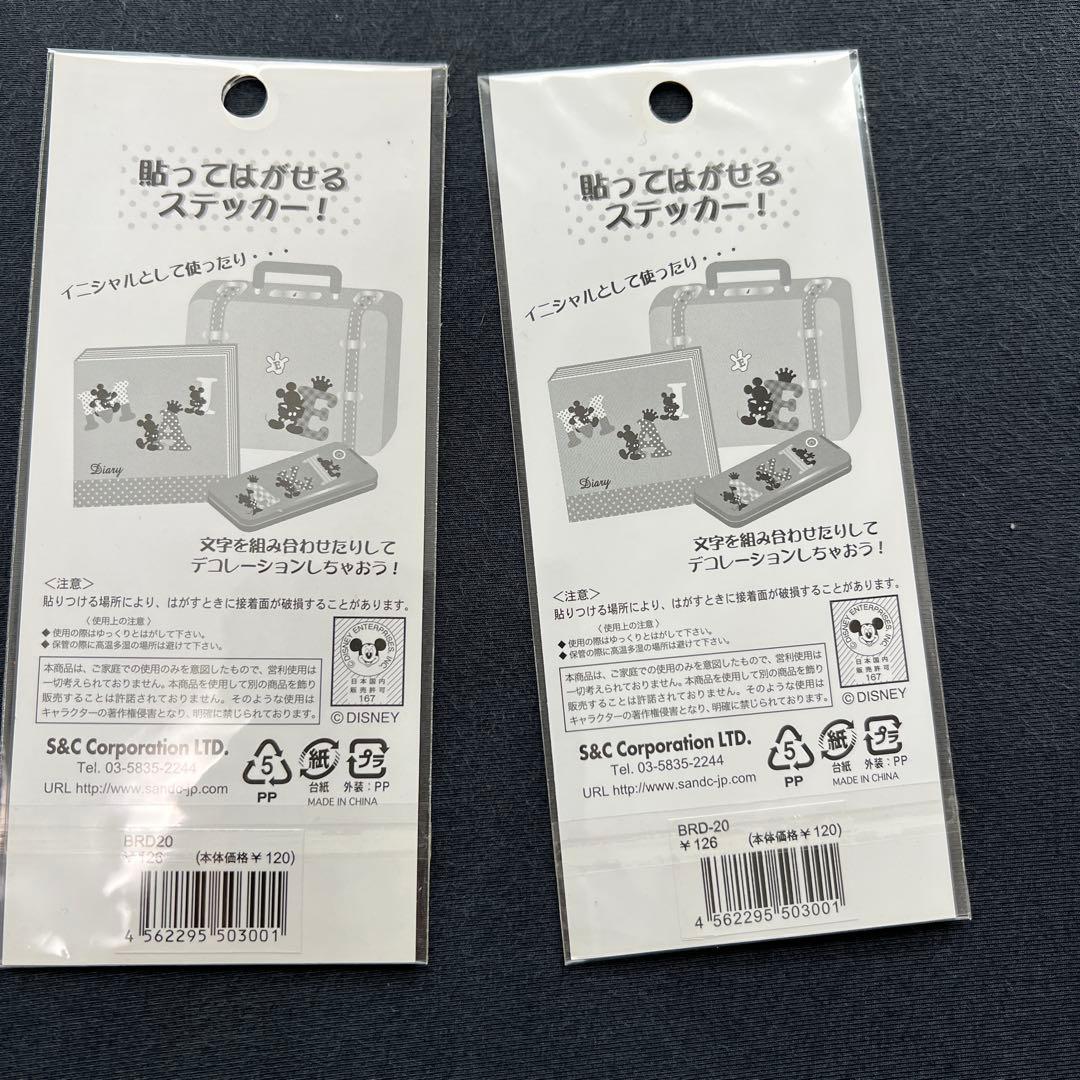 貼ってはがせる
ステッカー!
イニシャルとして使ったり・・・
E
M A I
E
Diary
A K I
文字を組み合わせたりして
デコレーションしちゃおう!
＜注意＞
貼りつける場所により、はがすときに接着面が破損することがあります。
〈使用上の注意〉
◆使用の際はゆっくりとはがして下さい。
◆保管の際に高温多湿の場所は避けて下さい。
本商品は、ご家庭での使用のみを意図したもので、営利使用は
一切考えられておりません。本商品を使用して別の商品を飾り
販売することは許諾されておりません。そのような使用は
キャラクターの著作権侵害となり、明確に禁じられております。
©DISNEY ENTERPRISES, INC.
日本国内
販売許可
167
©DISNEY
S&C Corporation LTD.
Tel. 03-5835-2244
URL http://www.sandc-jp.com
5
PP
紙
台紙
プラ
外装：PP
MADE IN CHINA
BRD20
¥126 (本体価格¥120)
4 562295 503001
貼ってはがせる
ステッカー!
イニシャルとして使ったり・・・
E
M A I
E
Diary
A K I
文字を組み合わせたりして
デコレーションしちゃおう!
＜注意＞
貼りつける場所により、はがすときに接着面が破損することがあります。
〈使用上の注意〉
◆使用の際はゆっくりとはがして下さい。
◆保管の際に高温多湿の場所は避けて下さい。
本商品は、ご家庭での使用のみを意図したもので、営利使用は
一切考えられておりません。本商品を使用して別の商品を飾り
販売することは許諾されておりません。そのような使用は
キャラクターの著作権侵害となり、明確に禁じられております。
©DISNEY ENTERPRISES, INC.
日本国内
販売許可
167
©DISNEY
S&C Corporation LTD.
Tel. 03-5835-2244
URL http://www.sandc-jp.com
5
PP
紙
台紙
プラ
外装：PP
MADE IN CHINA
BRD-20
¥126 (本体価格¥120)
4 562295 503001